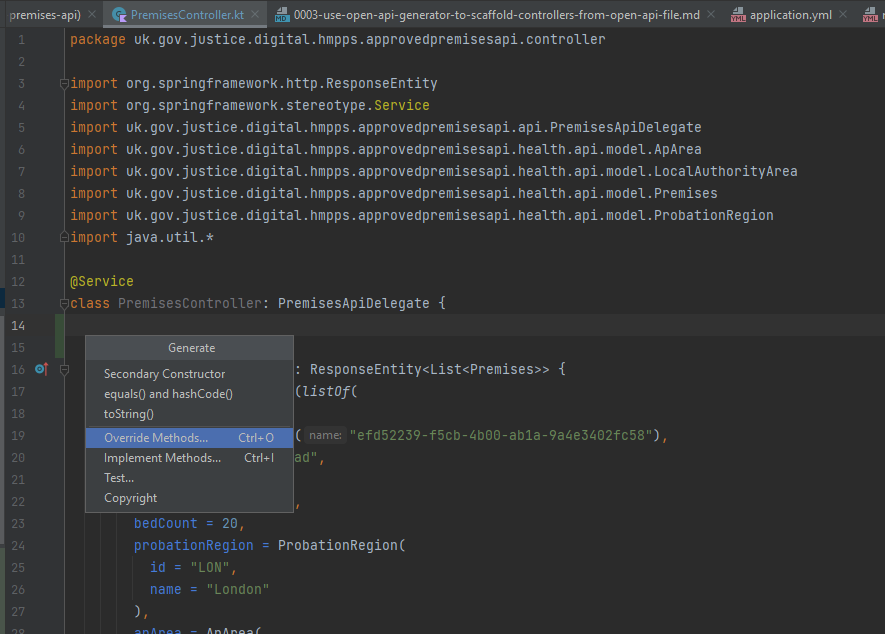 premises-api)
PremisesController.kt
0003-use-open-api-generator-to-scaffold-controllers-from-open-api-file.md
application.yml
1 package uk.gov.justice.digital.hmpps.approvedpremisesapi.controller
2
3 import org.springframework.http.ResponseEntity
4 import org.springframework.stereotype.Service
5 import uk.gov.justice.digital.hmpps.approvedpremisesapi.api.PremisesApiDelegate
6 import uk.gov.justice.digital.hmpps.approvedpremisesapi.health.api.model.ApArea
7 import uk.gov.justice.digital.hmpps.approvedpremisesapi.health.api.model.LocalAuthorityArea
8 import uk.gov.justice.digital.hmpps.approvedpremisesapi.health.api.model.Premises
9 import uk.gov.justice.digital.hmpps.approvedpremisesapi.health.api.model.ProbationRegion
10 import java.util.*
11
12 @Service
13 class PremisesController: PremisesApiDelegate {
14
15
Generate
Secondary Constructor
equals() and hashCode()
toString()
Override Methods... Ctrl+O
Implement Methods... Ctrl+I
Test...
Copyright
16 : ResponseEntity<List<Premises>> {
17 (listOf(
18
19 ( name: "efd52239-f5cb-4b00-ab1a-9a4e3402fc58"),
20 ad",
21
22 ,
23 bedCount = 20,
24 probationRegion = ProbationRegion(
25 id = "LON",
26 name = "London"
27 ),
28 apArea = ApArea(